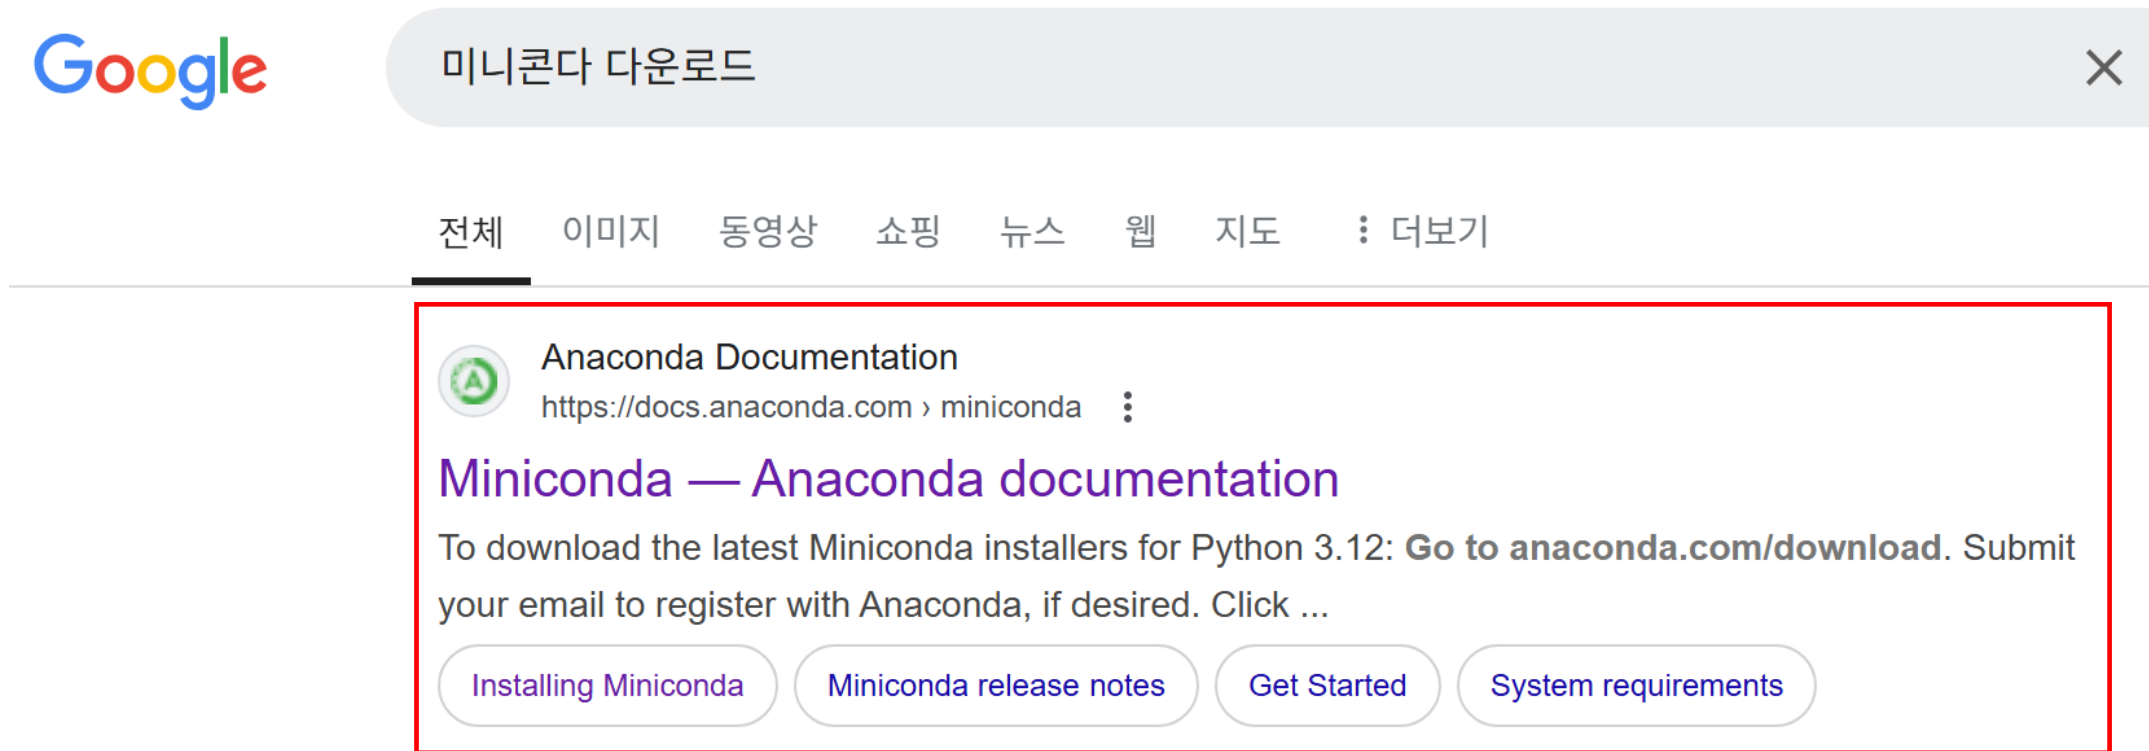 Google
미니콘다 다운로드
전체 이미지 동영상 쇼핑 뉴스 웹 지도 더보기
Anaconda Documentation
https://docs.anaconda.com › miniconda
Miniconda — Anaconda documentation
To download the latest Miniconda installers for Python 3.12: Go to anaconda.com/download. Submit
your email to register with Anaconda, if desired. Click ...
Installing Miniconda Miniconda release notes Get Started System requirements